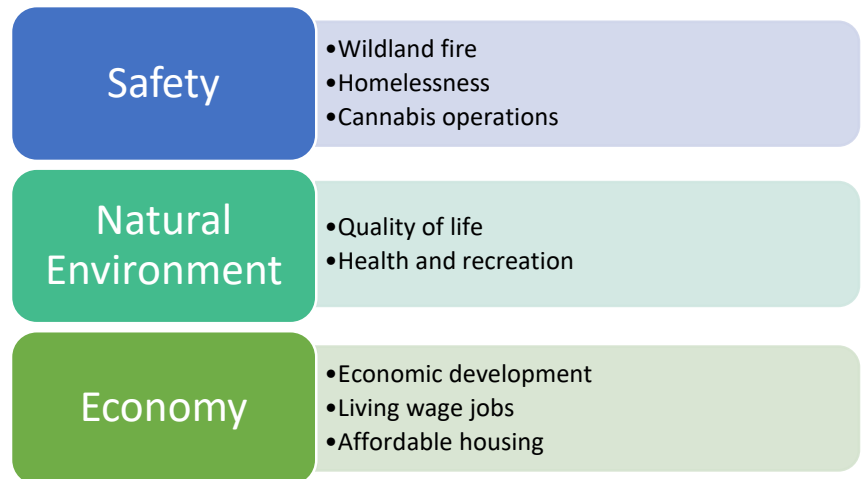 Safety
•Wildland fire
•Homelessness
•Cannabis operations
Natural
Environment
•Quality of life
•Health and recreation
Economy
•Economic development
•Living wage jobs
•Affordable housing